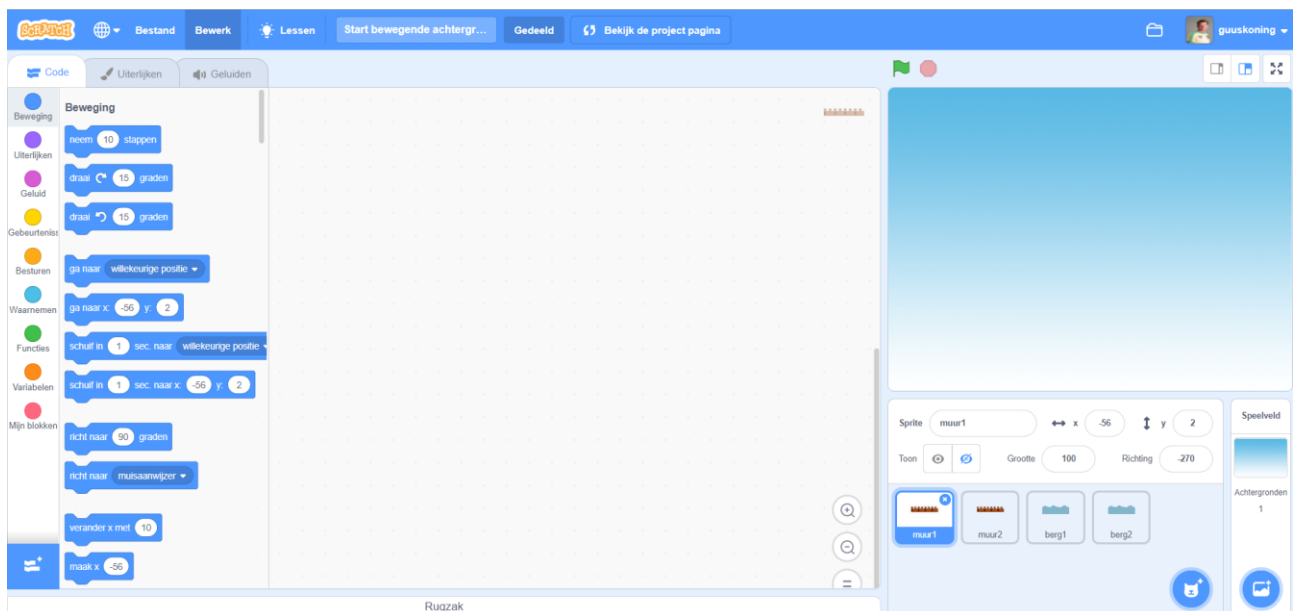 SCRATCH Bestand Bewerk Lessen Start bewegende achtergr... Gedeeld Bekijk de project pagina guuskoning
Code Uiterlijken Geluiden
Beweging
Uiterlijken
Geluid
Gebeurteniss
Besturen
Waarnemen
Functies
Variabelen
Mijn blokken
Beweging
neem 10 stappen
draai 15 graden
draai 15 graden
ga naar willekeurige positie
ga naar x: -56 y: 2
schuif in 1 sec. naar willekeurige positie
schuif in 1 sec. naar x: -56 y: 2
richt naar 90 graden
richt naar muisaanwijzer
verander x met 10
maak x -56
Sprite muur1 x -56 y 2
Toon Grootte 100 Richting -270
muur1 muur2 berg1 berg2
Speelveld
Achtergronden
1
Rugzak